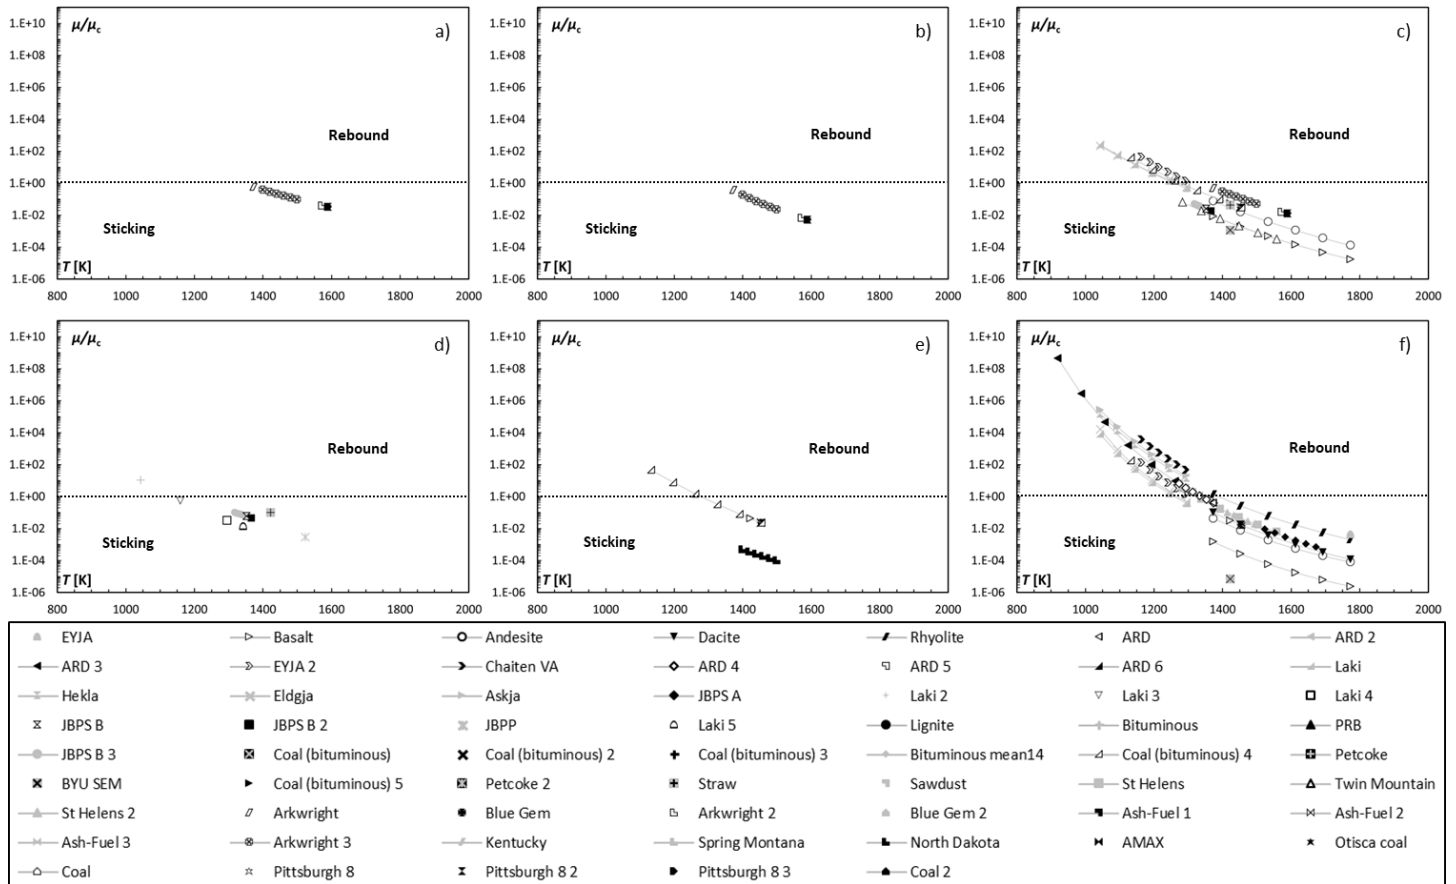 μ/μc
a)
1.E+10
1.E+08
1.E+06
1.E+04
1.E+02
1.E+00
1.E-02
1.E-04
1.E-06
Rebound
Sticking
T [K]
800 1000 1200 1400 1600 1800 2000
μ/μc
b)
1.E+10
1.E+08
1.E+06
1.E+04
1.E+02
1.E+00
1.E-02
1.E-04
1.E-06
Rebound
Sticking
T [K]
800 1000 1200 1400 1600 1800 2000
μ/μc
c)
1.E+10
1.E+08
1.E+06
1.E+04
1.E+02
1.E+00
1.E-02
1.E-04
1.E-06
Rebound
Sticking
T [K]
800 1000 1200 1400 1600 1800 2000
μ/μc
d)
1.E+10
1.E+08
1.E+06
1.E+04
1.E+02
1.E+00
1.E-02
1.E-04
1.E-06
Rebound
Sticking
T [K]
800 1000 1200 1400 1600 1800 2000
μ/μc
e)
1.E+10
1.E+08
1.E+06
1.E+04
1.E+02
1.E+00
1.E-02
1.E-04
1.E-06
Rebound
Sticking
T [K]
800 1000 1200 1400 1600 1800 2000
μ/μc
f)
1.E+10
1.E+08
1.E+06
1.E+04
1.E+02
1.E+00
1.E-02
1.E-04
1.E-06
Rebound
Sticking
T [K]
800 1000 1200 1400 1600 1800 2000
EYJA Basalt Andesite Dacite Rhyolite ARD ARD 2
ARD 3 EYJA 2 Chaiten VA ARD 4 ARD 5 ARD 6 Laki
Hekla Eldgja Askja JBPS A Laki 2 Laki 3 Laki 4
JBPS B JBPS B 2 JBPP Laki 5 Lignite Bituminous PRB
JBPS B 3 Coal (bituminous) Coal (bituminous) 2 Coal (bituminous) 3 Bituminous mean14 Coal (bituminous) 4 Petcoke
BYU SEM Coal (bituminous) 5 Petcoke 2 Straw Sawdust St Helens Twin Mountain
St Helens 2 Arkwright Blue Gem Arkwright 2 Blue Gem 2 Ash-Fuel 1 Ash-Fuel 2
Ash-Fuel 3 Arkwright 3 Kentucky Spring Montana North Dakota AMAX Otisca coal
Coal Pittsburgh 8 Pittsburgh 8 2 Pittsburgh 8 3 Coal 2